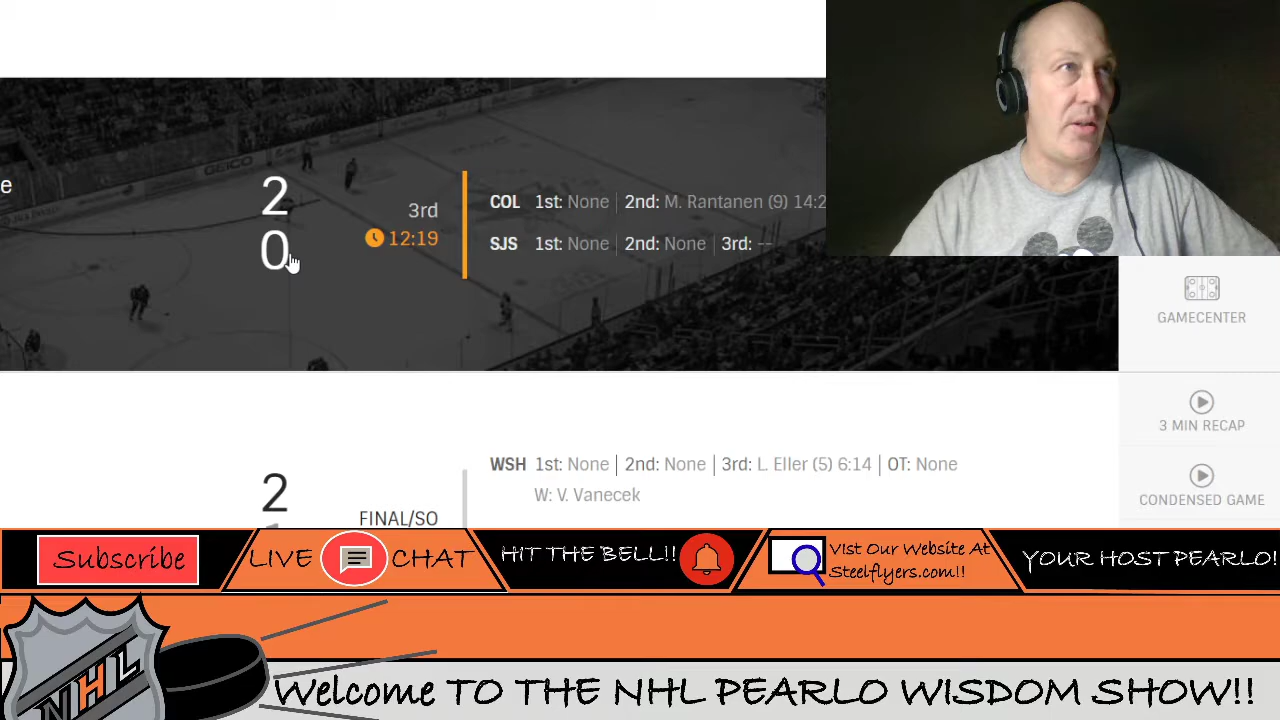 e
2
0
3rd
12:19
COL 1st: None | 2nd: M. Rantanen (9) 14:2
SJS 1st: None | 2nd: None | 3rd: --
GEICO
GAMECENTER
3 MIN RECAP
CONDENSED GAME
2
FINAL/SO
WSH 1st: None | 2nd: None | 3rd: L. Eller (5) 6:14 | OT: None
W: V. Vanecek
Subscribe
LIVE CHAT
HIT THE BELL!!
VIst Our WebSite At
Steelflyers.com!!
YOUR HOST PEARLO!
NHL
Welcome TO THE NHL PEARLO WISDOM SHOW!!